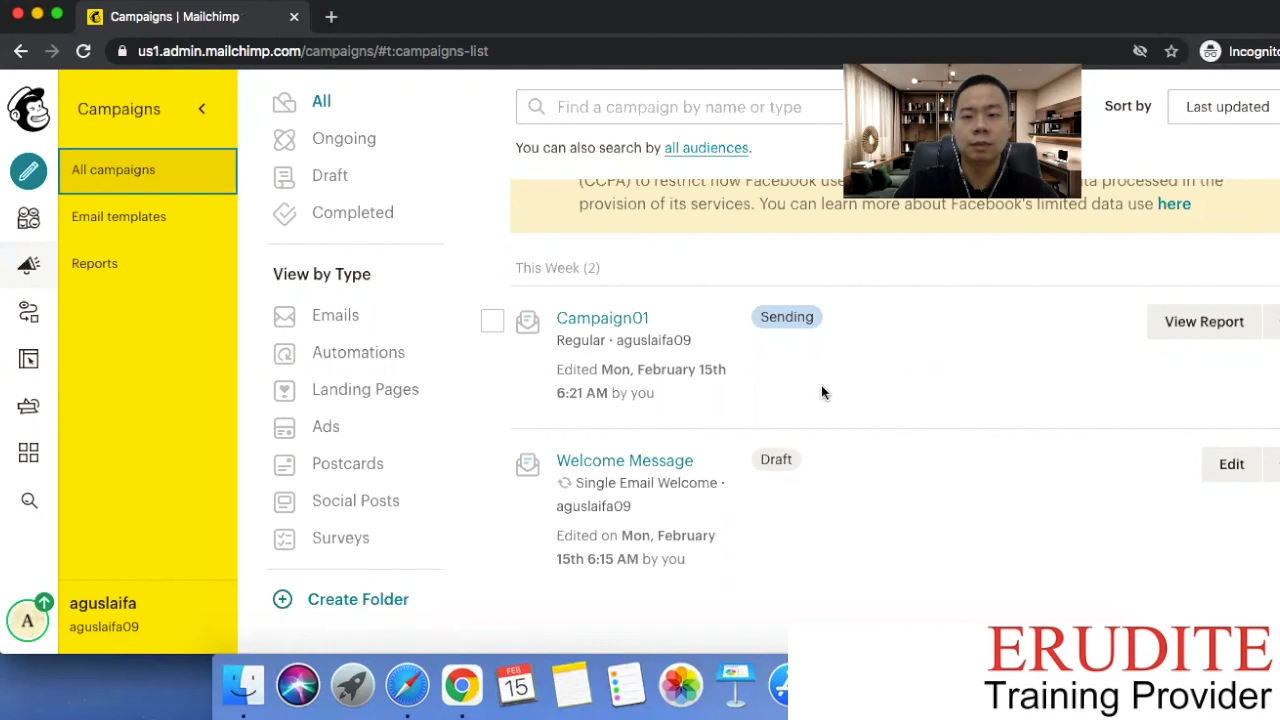 Campaigns | Mailchimp
us1.admin.mailchimp.com/campaigns/#t:campaigns-list
Incognito
Campaigns
All campaigns
Email templates
Reports
aguslaifa
aguslaifa09
A
All
Ongoing
Draft
Completed
View by Type
Emails
Automations
Landing Pages
Ads
Postcards
Social Posts
Surveys
Create Folder
Find a campaign by name or type
Sort by
Last updated
You can also search by all audiences.
(CCPA) to restrict how Facebook use
data processed in the
provision of its services. You can learn more about Facebook's limited data use here
This Week (2)
Campaign01
Sending
View Report
Regular · aguslaifa09
Edited Mon, February 15th
6:21 AM by you
Welcome Message
Draft
Edit
Single Email Welcome ·
aguslaifa09
Edited on Mon, February
15th 6:15 AM by you
FEB
15
ERUDITE
Training Provider